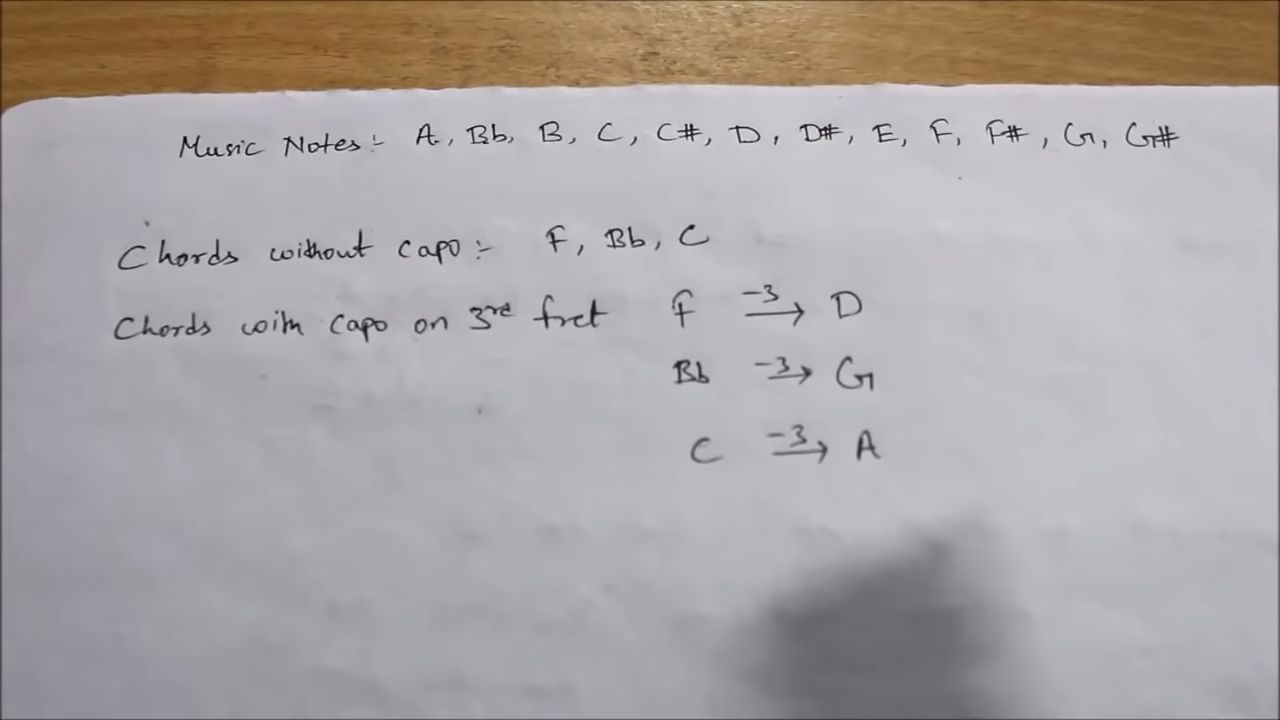 Music Notes:- A, Bb, B, C, C#, D, D#, E, F, F#, G, G#
Chords without capo:- F, Bb, C
Chords with capo on 3rd fret F -3→ D
Bb -3→ G
C -3→ A